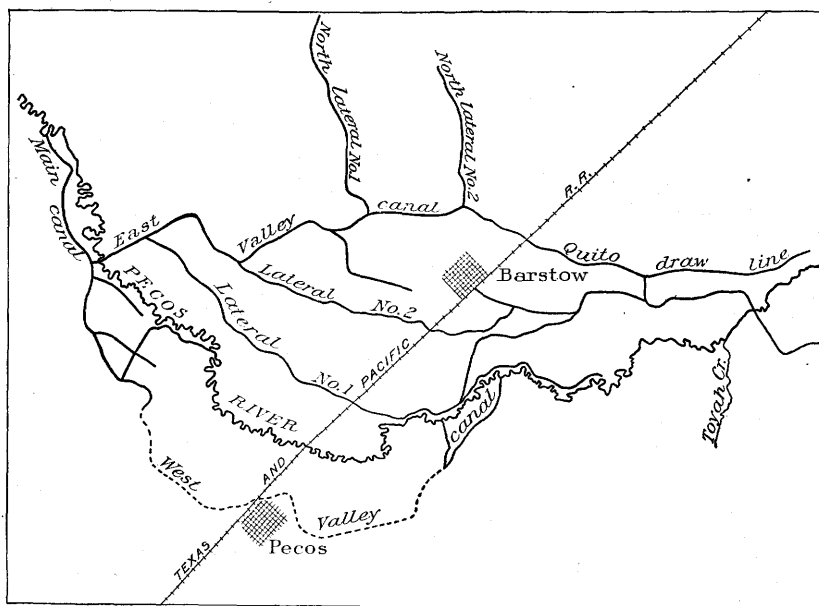 North lateral No.1
North lateral No.2
Main canal
East Valley canal
R.R.
Quito draw line
Barstow
PECOS RIVER
Lateral No.1
Lateral No.2
PACIFIC
canal
Toyah Cr.
AND
West Valley
Pecos
TEXAS